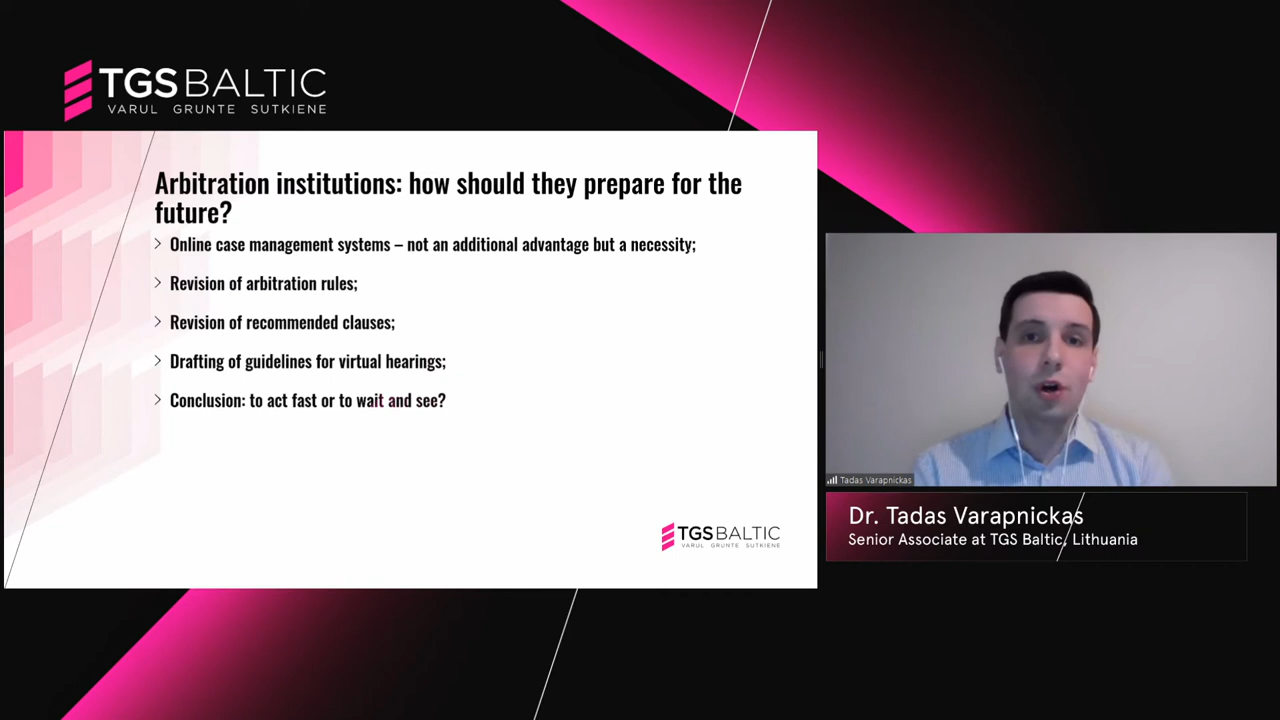 TGS BALTIC
VARUL GRUNTE SUTKIENE
Arbitration institutions: how should they prepare for the
future?
Online case management systems – not an additional advantage but a necessity;
Revision of arbitration rules;
Revision of recommended clauses;
Drafting of guidelines for virtual hearings;
Conclusion: to act fast or to wait and see?
TGS BALTIC
VARUL GRUNTE SUTKIENE
Tadas Varapnickas
Dr. Tadas Varapnickas
Senior Associate at TGS Baltic, Lithuania